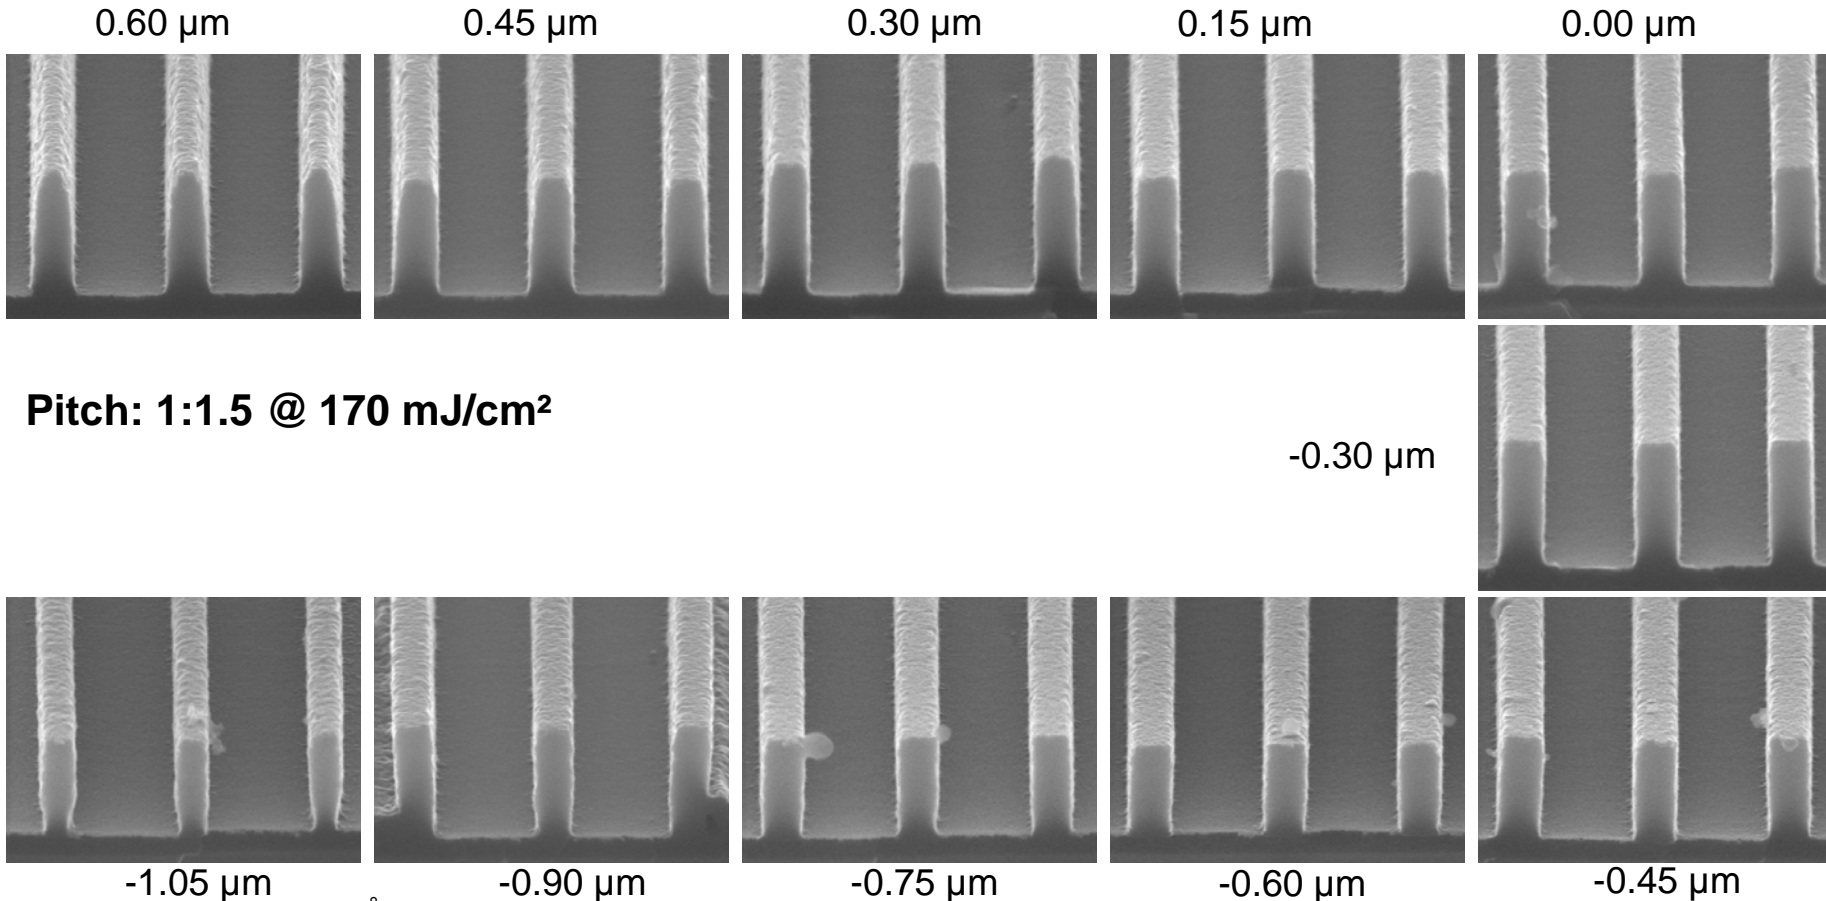 0.60 µm 0.45 µm 0.30 µm 0.15 µm 0.00 µm
Pitch: 1:1.5 @ 170 mJ/cm²
-0.30 µm
-1.05 µm -0.90 µm -0.75 µm -0.60 µm -0.45 µm